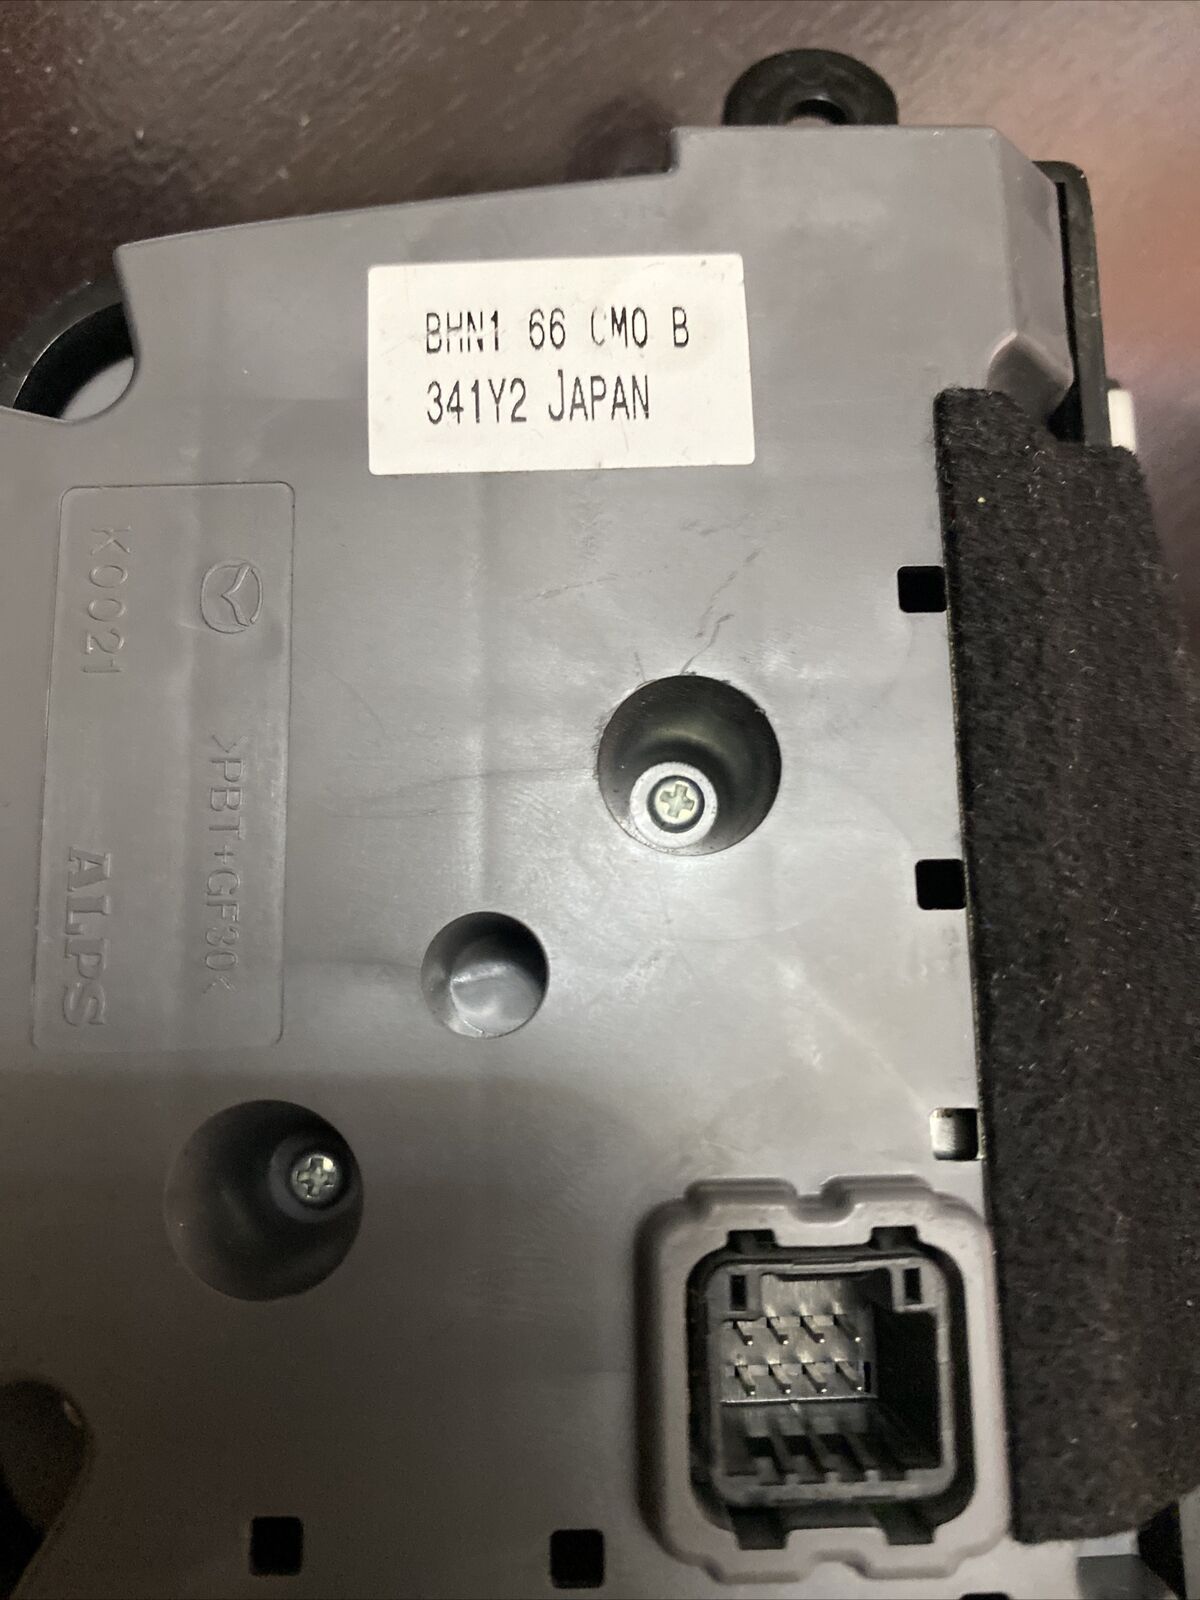 BHN1 66 CM0 B
341Y2 JAPAN
K0021
>PBT+GF30<
ALPS